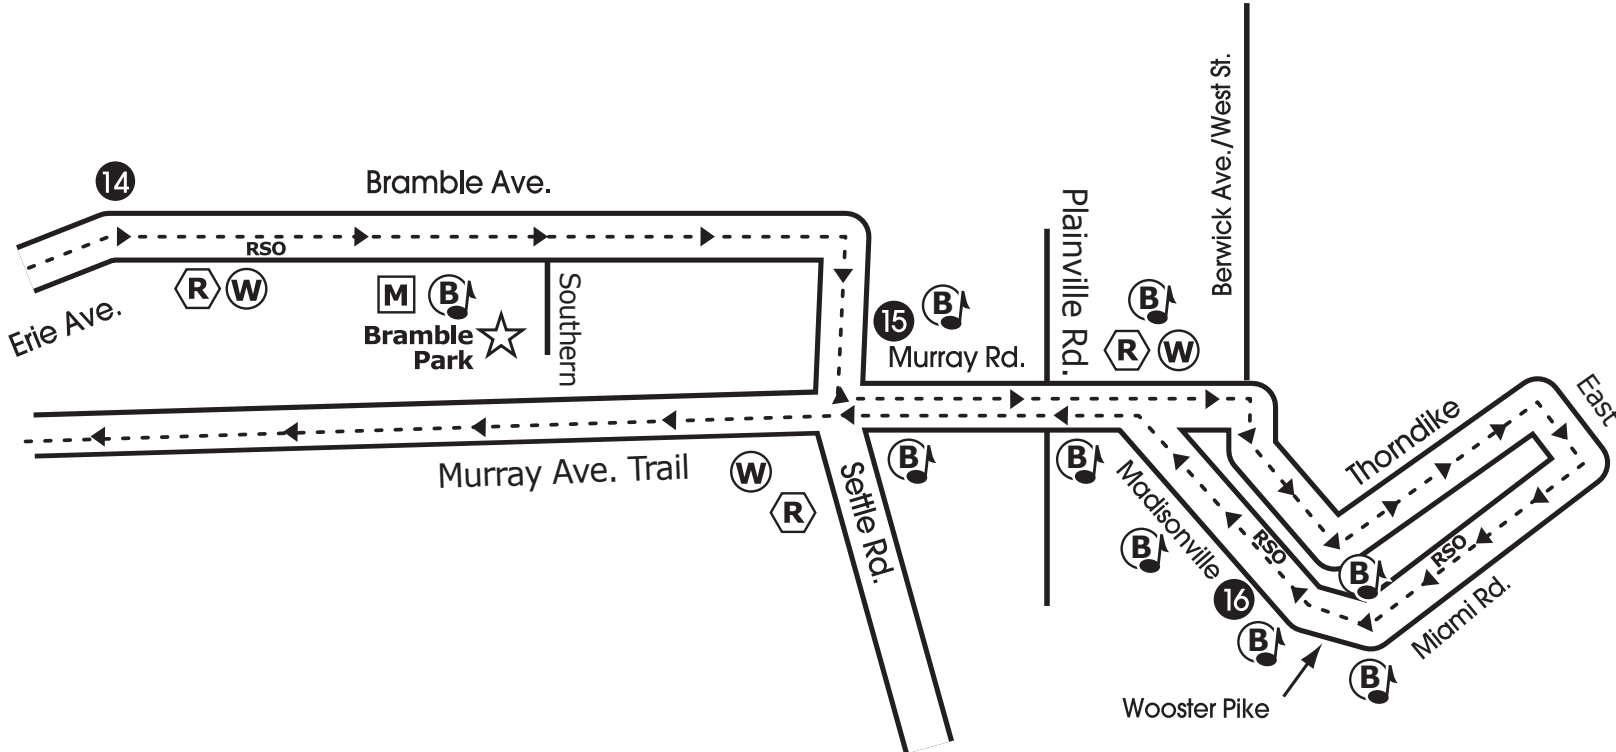 14
Bramble Ave.
RSO
Erie Ave.
R
W
M
B
Bramble
Park
Southern
15
B
Murray Rd.
Plainville Rd.
B
R
W
Berwick Ave./West St.
Murray Ave. Trail
W
R
Settle Rd.
B
B
Madisonville
B
RSO
16
B
Wooster Pike
B
B
Thorndike
East
RSO
Miami Rd.